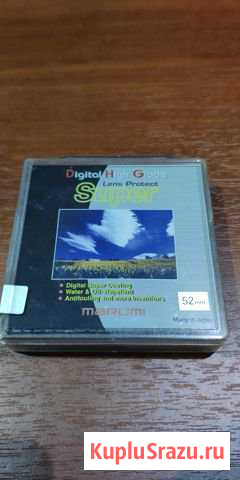 Digital High Grade
Lens Protect
Super
Digital Super Coating
Water & Oil-Repellent
Antifouling and more inventions
marumi
52mm
Made in Japan
KupluSrazu.ru